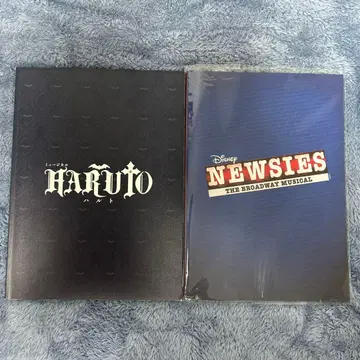 ミュージカル
HARUTO
ハルト
Disney
NEWSIES
THE BROADWAY MUSICAL